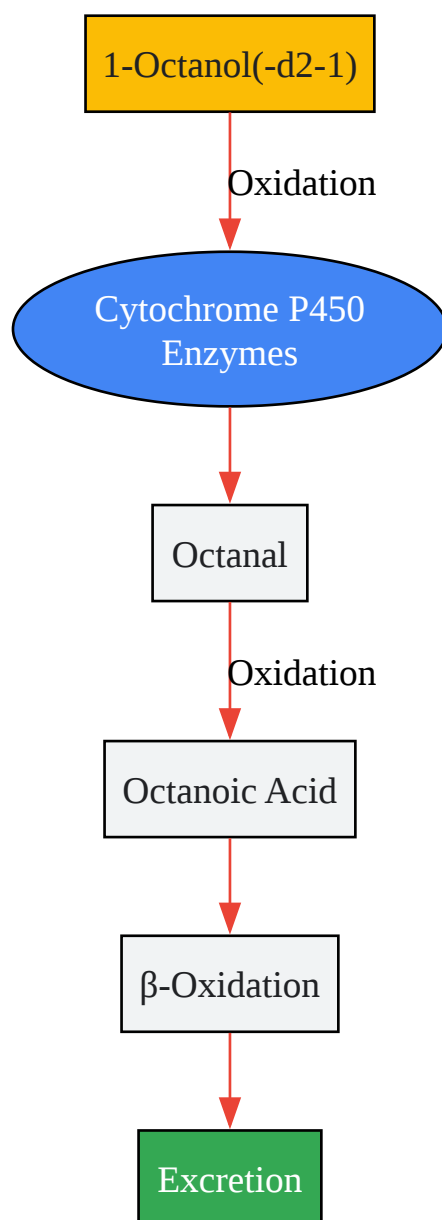 1-Octanol(-d2-1)
Oxidation
Cytochrome P450
Enzymes
Octanal
Oxidation
Octanoic Acid
β-Oxidation
Excretion